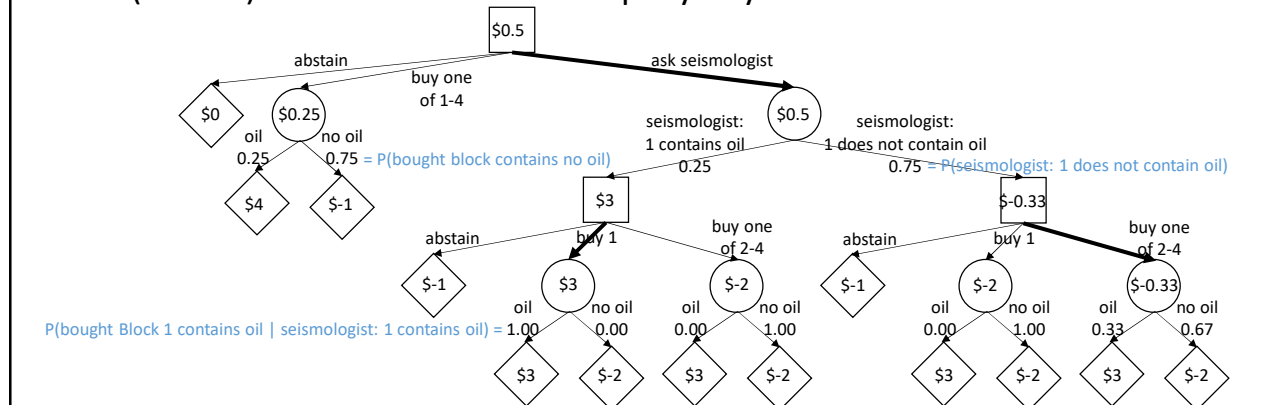 $0.5
abstain
buy one
of 1-4
ask seismologist
$0
$0.25
$0.5
oil
0.25
no oil
0.75 = P(bought block contains no oil)
$4
$-1
seismologist:
1 contains oil
0.25
seismologist:
1 does not contain oil
0.75 = P(seismologist: 1 does not contain oil)
$3
$-0.33
abstain
buy 1
buy one
of 2-4
abstain
buy 1
buy one
of 2-4
$-1
$3
$-2
$-1
$-2
$-0.33
oil
no oil
oil
no oil
oil
no oil
oil
no oil
P(bought Block 1 contains oil | seismologist: 1 contains oil) = 1.00
0.00
0.00
1.00
0.00
1.00
0.33
0.67
$3
$-2
$3
$-2
$3
$-2
$3
$-2